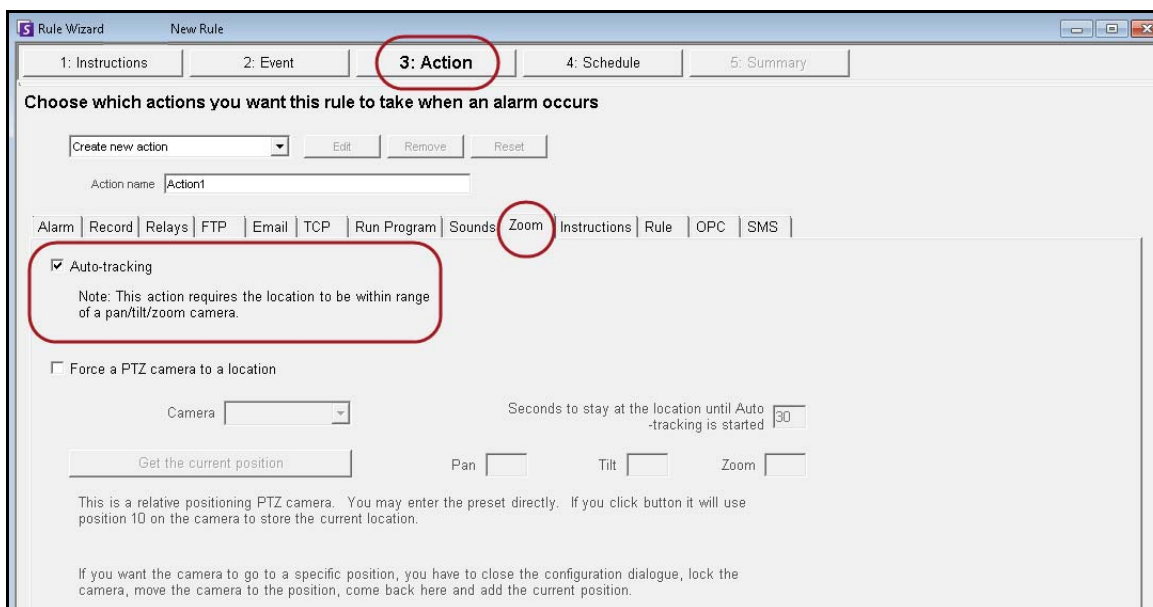 Rule Wizard New Rule
1: Instructions 2: Event 3: Action 4: Schedule 5: Summary
Choose which actions you want this rule to take when an alarm occurs
Create new action Edit Remove Reset
Action name Action1
Alarm Record Relays FTP Email TCP Run Program Sounds Zoom Instructions Rule OPC SMS
Auto-tracking
Note: This action requires the location to be within range
of a pan/tilt/zoom camera.
Force a PTZ camera to a location
Camera
Seconds to stay at the location until Auto
-tracking is started 30
Get the current position Pan Tilt Zoom
This is a relative positioning PTZ camera. You may enter the preset directly. If you click button it will use
position 10 on the camera to store the current location.
If you want the camera to go to a specific position, you have to close the configuration dialogue, lock the
camera, move the camera to the position, come back here and add the current position.